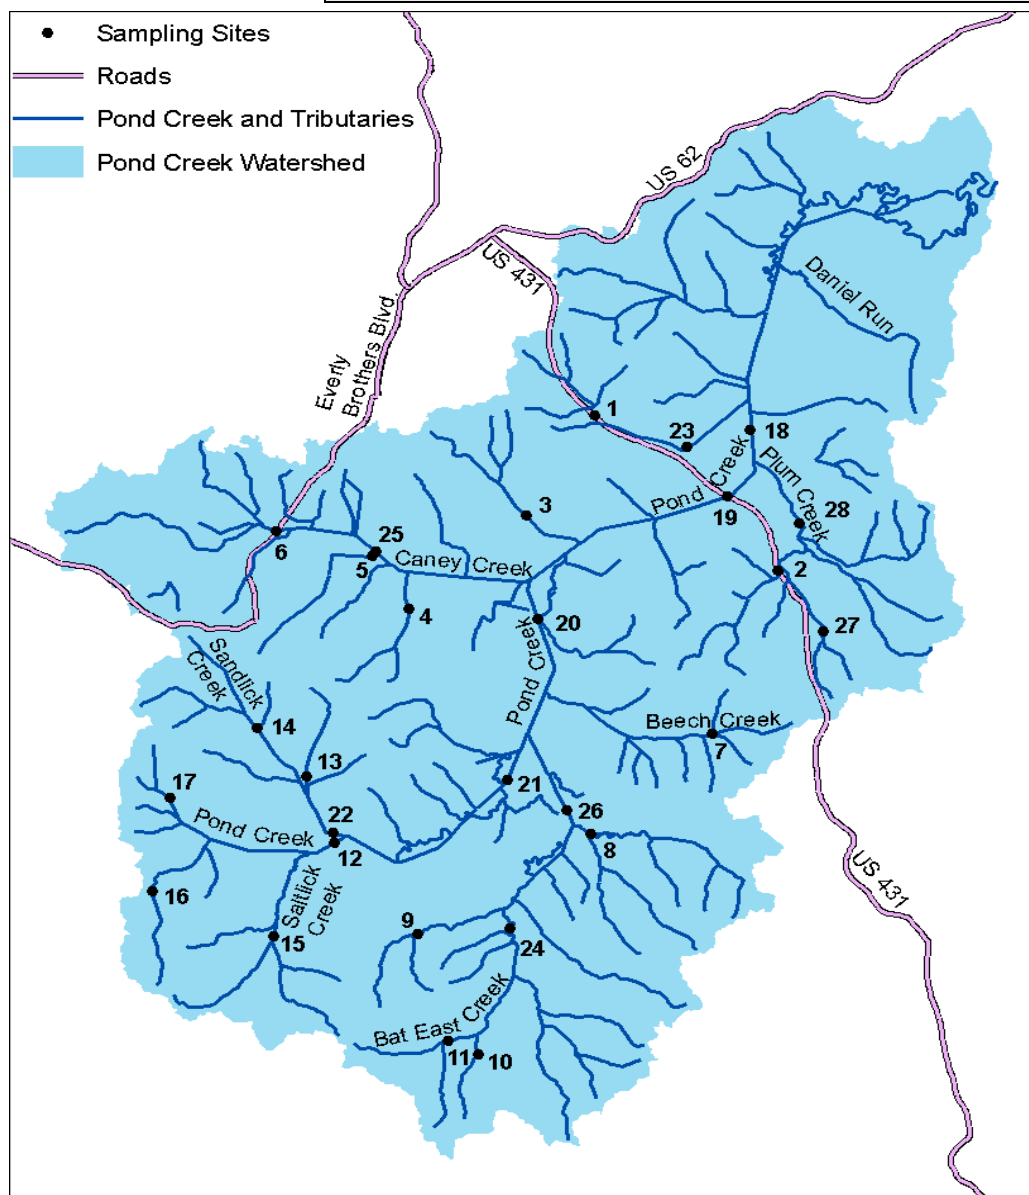 Sampling Sites
Roads
Pond Creek and Tributaries
Pond Creek Watershed
US 62
US 431
Daniel Run
Everly
Brothers Blvd.
1
23
18
Pond Creek
Plum Creek
19
3
28
6
25
5
Caney Creek
2
4
20
27
Sandlick
Creek
Pond Creek
14
Beech Creek
7
13
21
17
22
26
Pond Creek
12
8
US 431
16
Saltlick
Creek
9
15
24
Bat East Creek
11
10